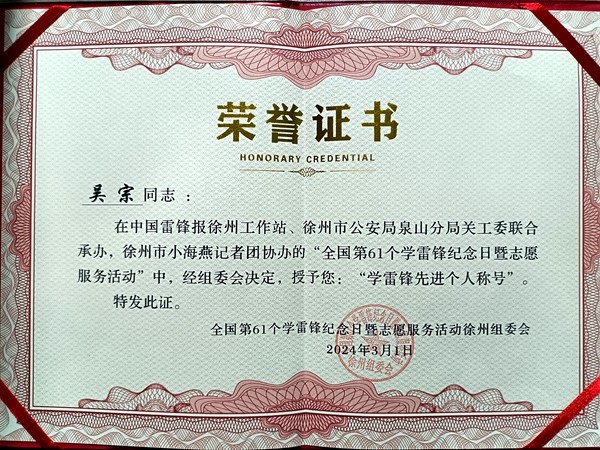 荣誉证书
HONORARY CREDENTIAL
吴宗同志：
在中国雷锋报徐州工作站、徐州市公安局泉山分局关工委联合
承办，徐州市小海燕记者团协办的“全国第61个学雷锋纪念日暨志愿
服务活动”中，经组委会决定，授予您：“学雷锋先进个人称号”。
特发此证。
全国第61个学雷锋纪念日暨志愿服务活动徐州组委会
2024年3月1日
徐州组委会